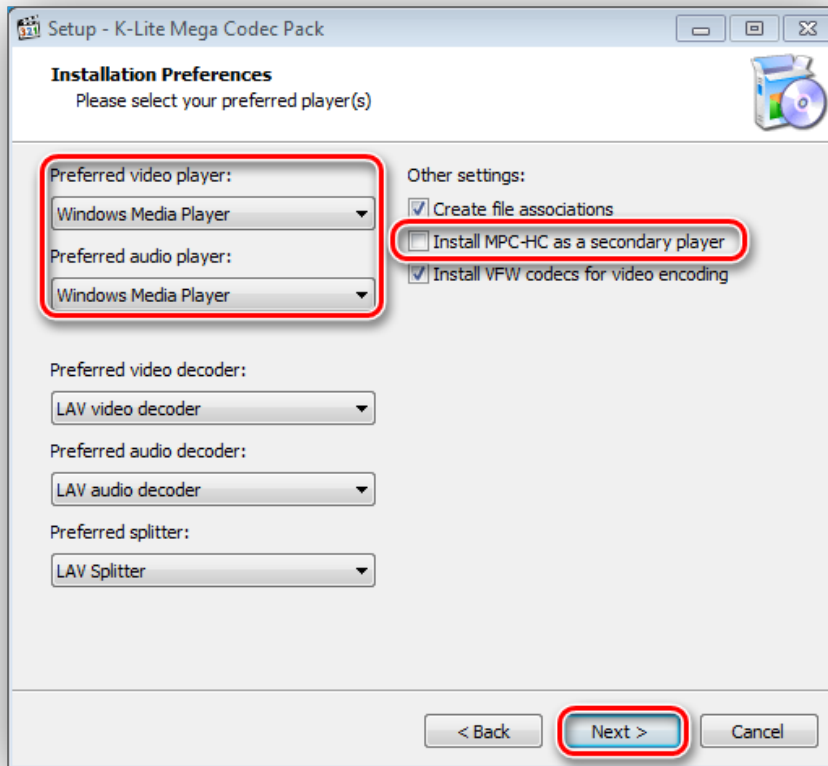 Setup - K-Lite Mega Codec Pack
Installation Preferences
Please select your preferred player(s)
Preferred video player:
Windows Media Player
Preferred audio player:
Windows Media Player
Preferred video decoder:
LAV video decoder
Preferred audio decoder:
LAV audio decoder
Preferred splitter:
LAV Splitter
Other settings:
Create file associations
Install MPC-HC as a secondary player
Install VFW codecs for video encoding
< Back
Next >
Cancel